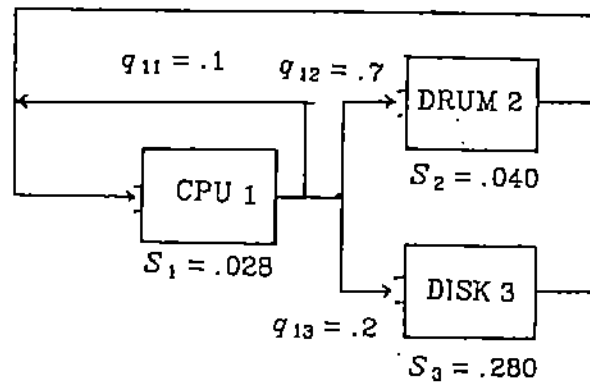 q₁₁ = .1
q₁₂ = .7
DRUM 2
S₂ = .040
CPU 1
S₁ = .028
DISK 3
q₁₃ = .2
S₃ = .280